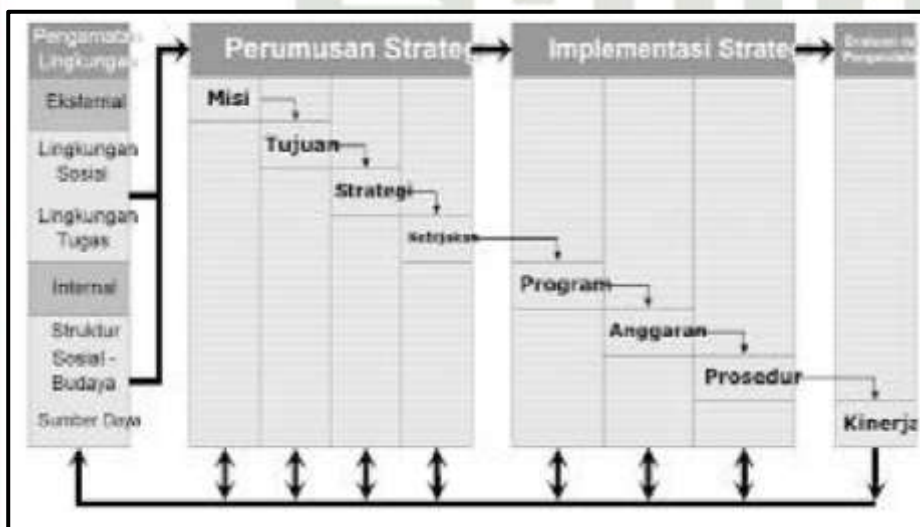 Pengamatan
Lingkungan
Perumusan Strateg
Implementasi Strateg
Eksternal
Misi
Lingkungan
Sosial
Tujuan
Strategi
Lingkungan
Tugas
Kebijakan
Internal
Program
Struktur
Anggaran
Sosial -
Budaya
Prosedur
Sumber Daya
Kinerja